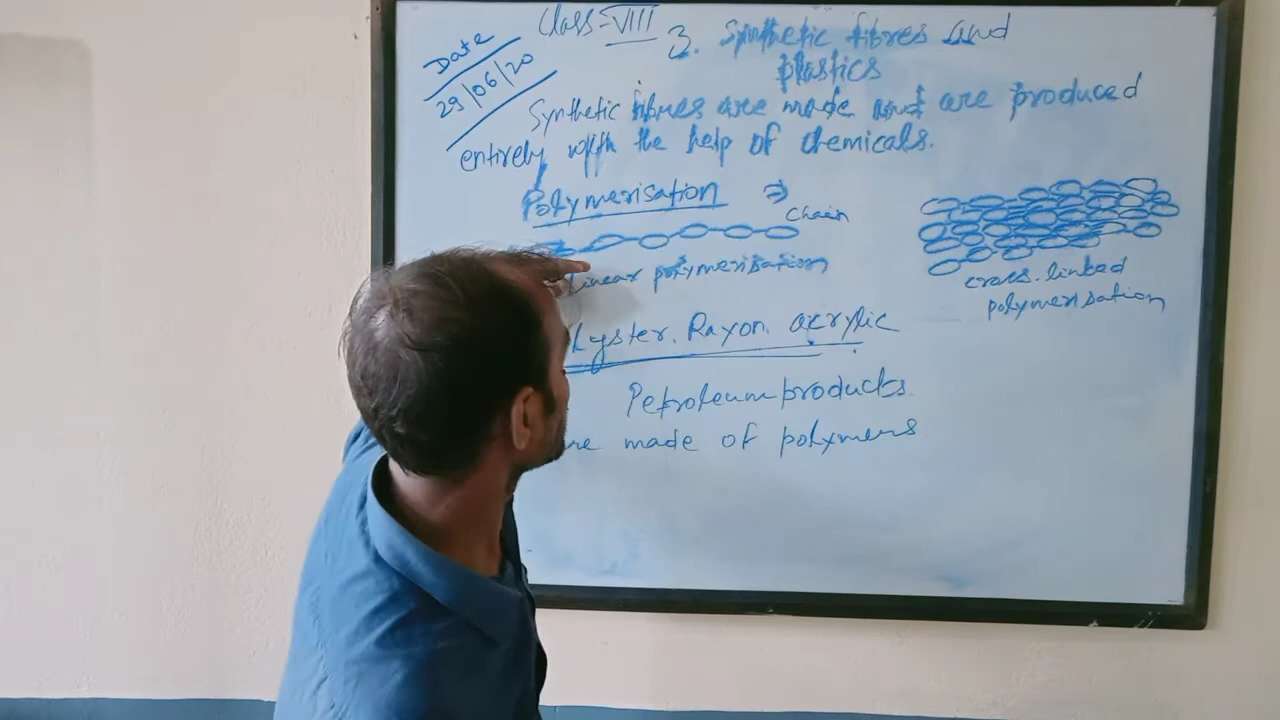 Class - VIII
Date
29/06/20
3. Synthetic fibres and
plastics
Synthetic fibres are made and are produced
entirely with the help of chemicals.
Polymerisation ⇒
chain
linear polymerisation
cross-linked
polymerisation
lyster, Rayon, acrylic
Petroleum products.
made of polymers